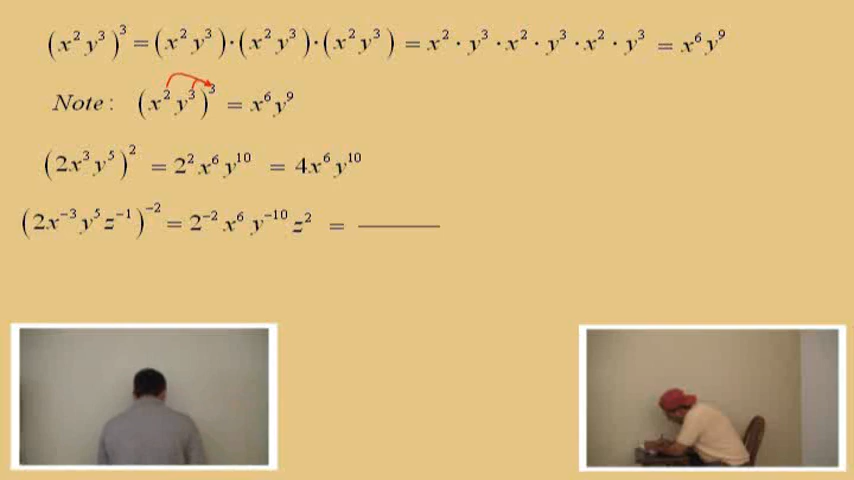 (x²y³)³ = (x²y³)·(x²y³)·(x²y³) = x²·y³·x²·y³·x²·y³ = x⁶y⁹
Note: (x²y³)³ = x⁶y⁹
(2x³y⁵)² = 2²x⁶y¹⁰ = 4x⁶y¹⁰
(2x⁻³y⁵z⁻¹)⁻² = 2⁻²x⁶y⁻¹⁰z² = ______